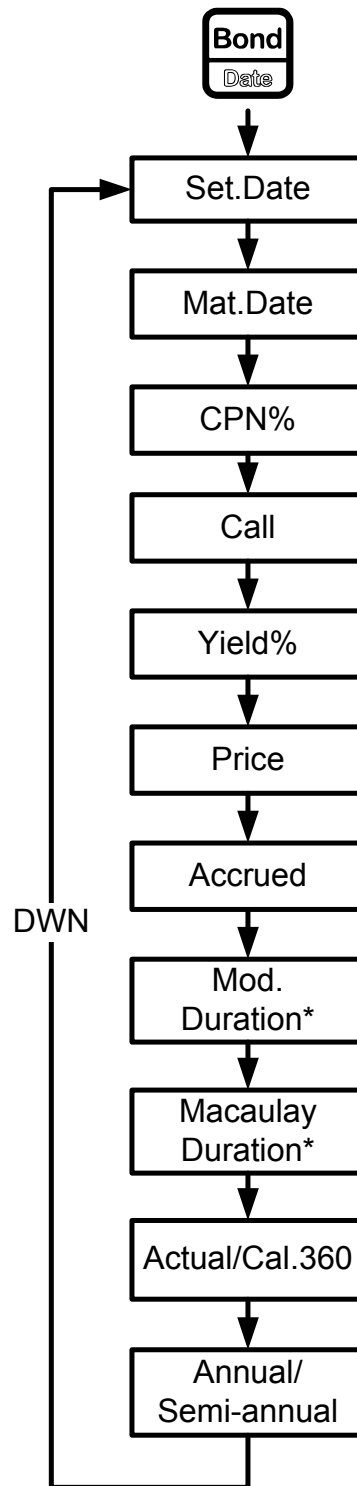 Bond
Date
Set.Date
Mat.Date
CPN%
Call
Yield%
Price
Accrued
DWN
Mod.
Duration*
Macaulay
Duration*
Actual/Cal.360
Annual/
Semi-annual